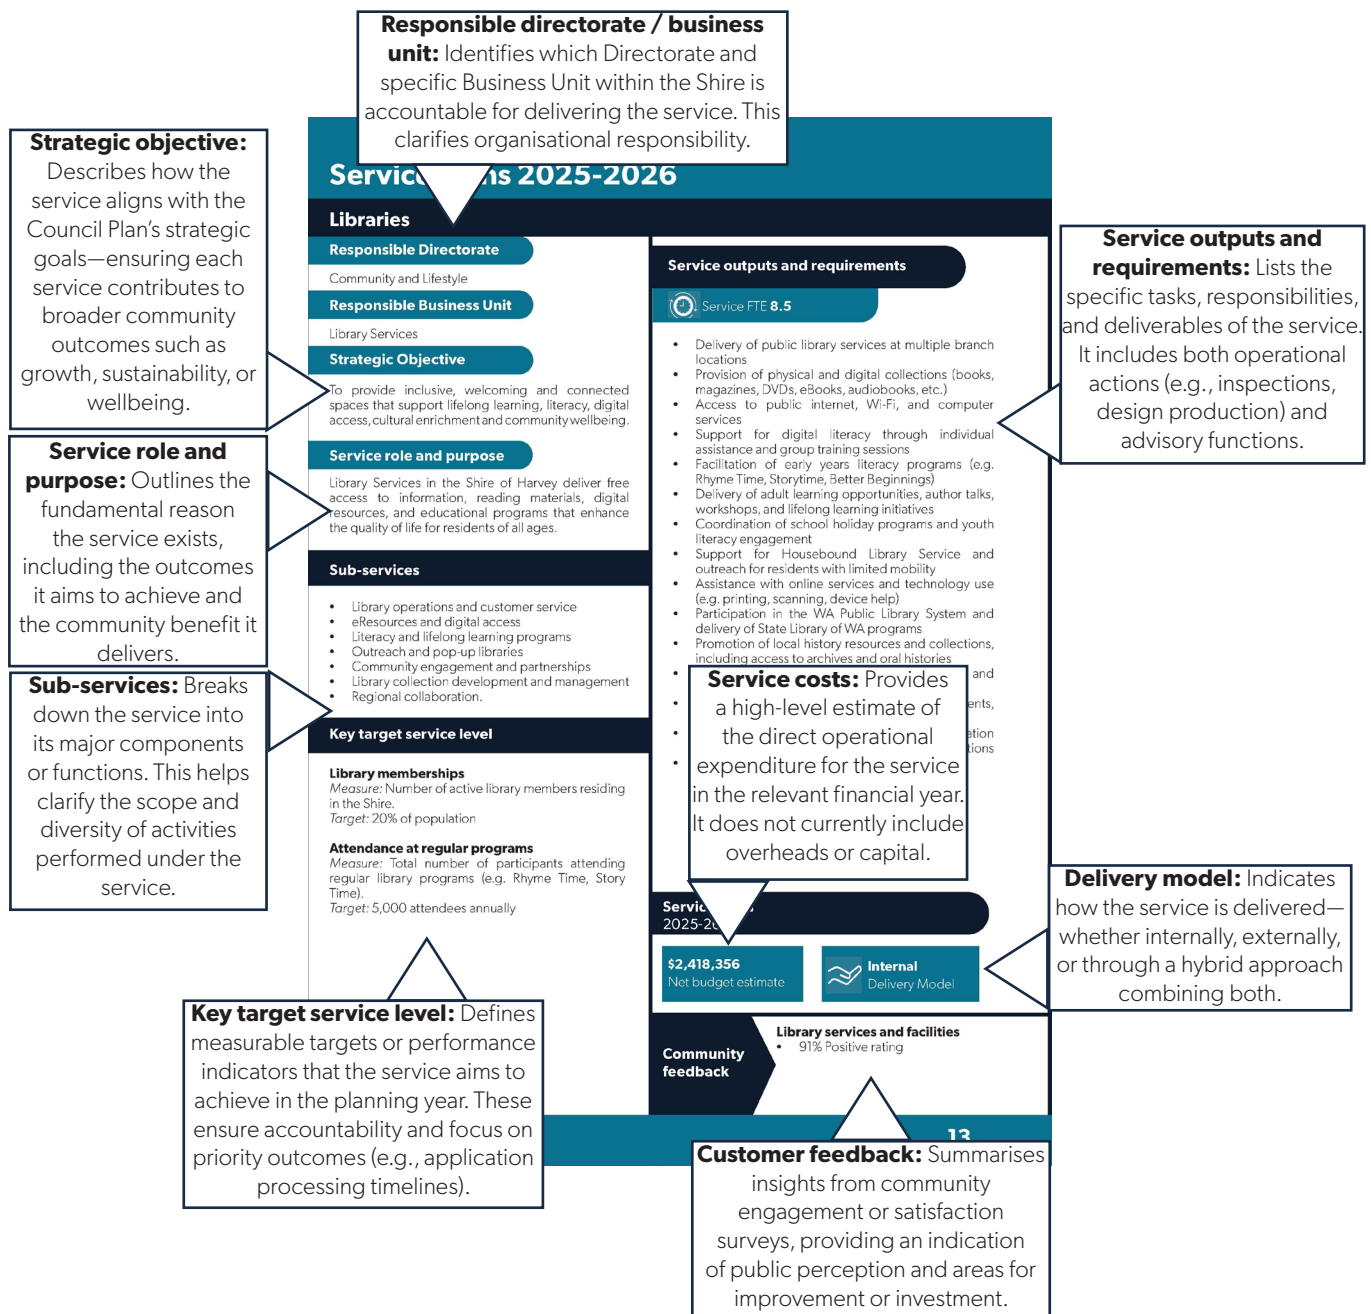 Responsible directorate / business
unit: Identifies which Directorate and
specific Business Unit within the Shire is
accountable for delivering the service. This
clarifies organisational responsibility.
Strategic objective:
Describes how the
service aligns with the
Council Plan’s strategic
goals—ensuring each
service contributes to
broader community
outcomes such as
growth, sustainability, or
wellbeing.
Service role and
purpose: Outlines the
fundamental reason
the service exists,
including the outcomes
it aims to achieve and
the community benefit it
delivers.
Sub-services: Breaks
down the service into
its major components
or functions. This helps
clarify the scope and
diversity of activities
performed under the
service.
2025-2026
Libraries
Responsible Directorate
Community and Lifestyle
Responsible Business Unit
Library Services
Strategic Objective
To provide inclusive, welcoming and connected
spaces that support lifelong learning, literacy, digital
access, cultural enrichment and community wellbeing.
Service role and purpose
Library Services in the Shire of Harvey deliver free
access to information, reading materials, digital
resources, and educational programs that enhance
the quality of life for residents of all ages.
Sub-services
• Library operations and customer service
• eResources and digital access
• Literacy and lifelong learning programs
• Outreach and pop-up libraries
• Community engagement and partnerships
• Library collection development and management
• Regional collaboration.
Key target service level
Library memberships
Measure: Number of active library members residing
in the Shire.
Target: 20% of population
Attendance at regular programs
Measure: Total number of participants attending
regular library programs (e.g. Rhyme Time, Story
Time).
Target: 5,000 attendees annually
Key target service level: Defines
measurable targets or performance
indicators that the service aims to
achieve in the planning year. These
ensure accountability and focus on
priority outcomes (e.g., application
processing timelines).
Service outputs and requirements
Service FTE 8.5
• Delivery of public library services at multiple branch
locations
• Provision of physical and digital collections (books,
magazines, DVDs, eBooks, audiobooks, etc.)
• Access to public internet, Wi-Fi, and computer
services
• Support for digital literacy through individual
assistance and group training sessions
• Facilitation of early years literacy programs (e.g.
Rhyme Time, Storytime, Better Beginnings)
• Delivery of adult learning opportunities, author talks,
workshops, and lifelong learning initiatives
• Coordination of school holiday programs and youth
literacy engagement
• Support for Housebound Library Service and
outreach for residents with limited mobility
• Assistance with online services and technology use
(e.g. printing, scanning, device help)
• Participation in the WA Public Library System and
delivery of State Library of WA programs
• Promotion of local history resources and collections,
including access to archives and oral histories
and
Service costs: Provides
a high-level estimate of
the direct operational
expenditure for the service
in the relevant financial year.
It does not currently include
overheads or capital.
$2,418,356
Net budget estimate
Internal
Delivery Model
Community
feedback
Library services and facilities
• 91% Positive rating
13
Service outputs and
requirements: Lists the
specific tasks, responsibilities,
and deliverables of the service.
It includes both operational
actions (e.g., inspections,
design production) and
advisory functions.
Delivery model: Indicates
how the service is delivered—
whether internally, externally,
or through a hybrid approach
combining both.
Customer feedback: Summarises
insights from community
engagement or satisfaction
surveys, providing an indication
of public perception and areas for
improvement or investment.